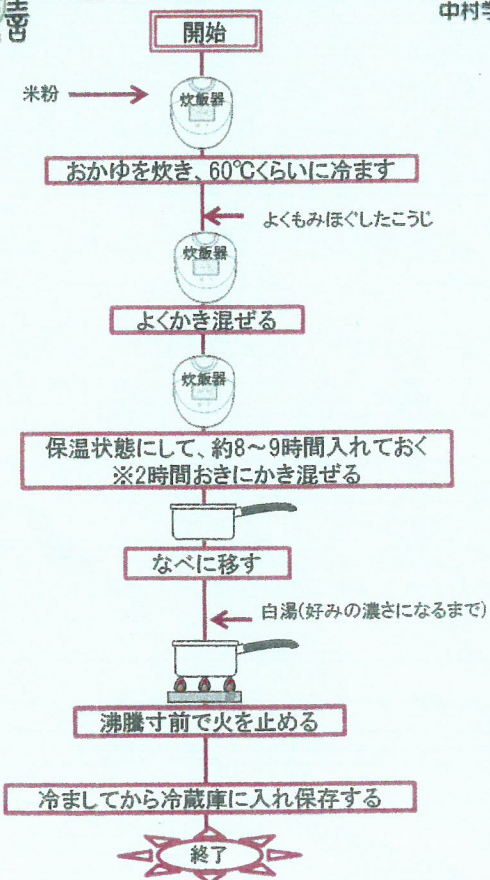 喜
中村学
開始
米粉
炊飯器
おかゆを炊き、60℃くらいに冷ます
よくもみほぐしたこうじ
炊飯器
よくかき混ぜる
炊飯器
保温状態にして、約8~9時間入れておく
※2時間おきにかき混ぜる
なべに移す
白湯(好みの濃さになるまで)
沸騰寸前で火を止める
冷ましてから冷蔵庫に入れ保存する
終了